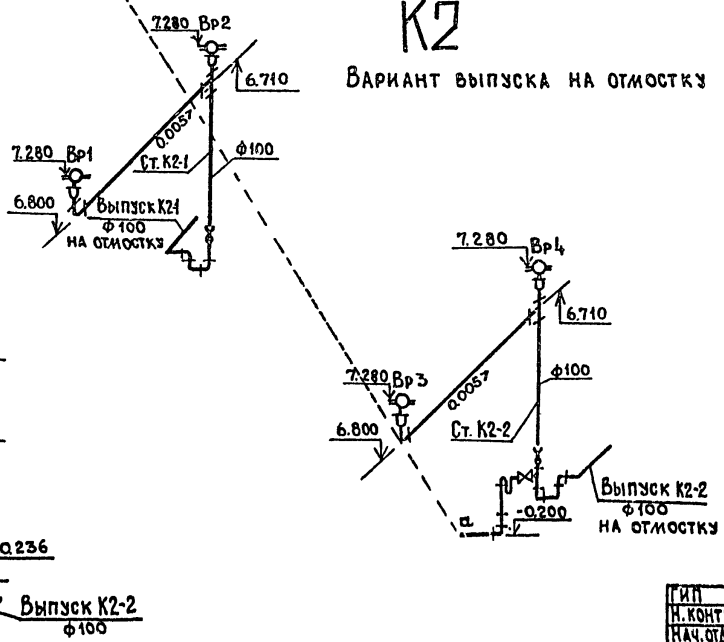 К2
Вариант выпуска на отмостку
7.280 Вр2
6.710
0.0057
7.280 Вр1
Ст. К2-1
ф100
6.800
Выпуск К2-1
ф100
на отмостку
7.280 Вр4
6.710
7.280 Вр3
0.0057
ф100
6.800
Ст. К2-2
Выпуск К2-2
ф100
на отмостку
а
-0.200
0.236
Выпуск К2-2
ф100
ГИП
Н.КОНТ
НАЧ.ОТ